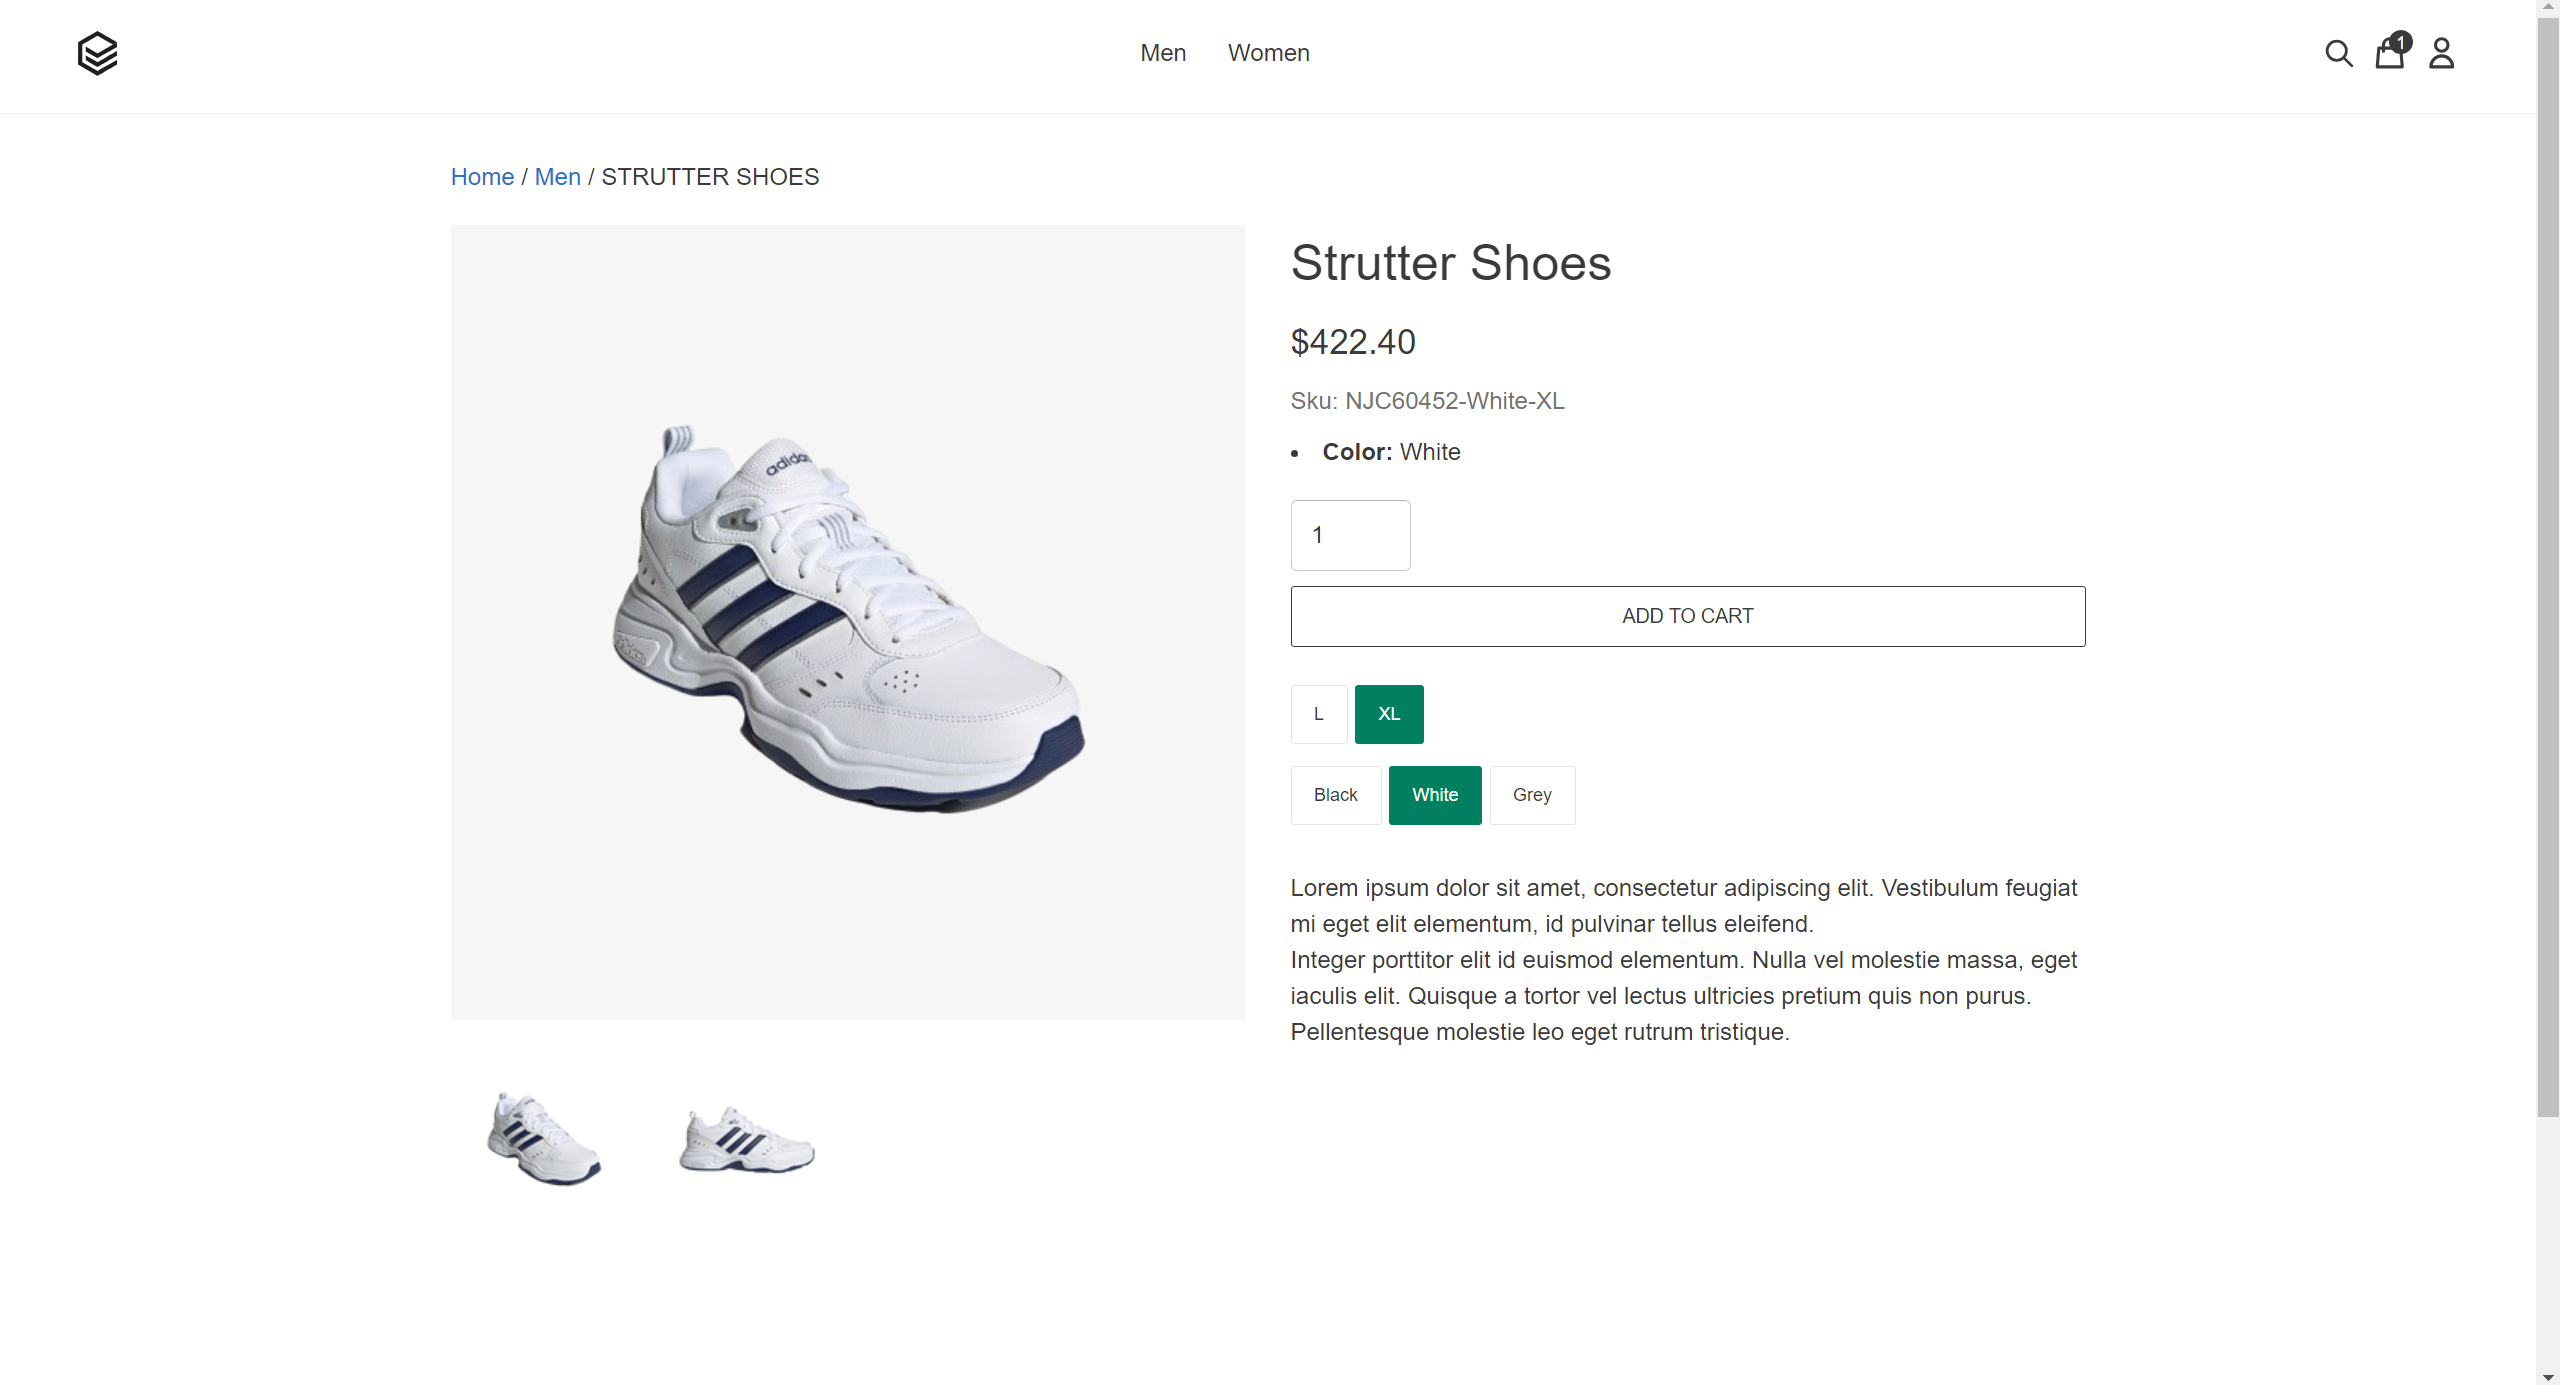 Men Women
1
Home / Men / STRUTTER SHOES
Strutter Shoes
$422.40
Sku: NJC60452-White-XL
• Color: White
adidas
1
ADD TO CART
L XL
Black White Grey
Lorem ipsum dolor sit amet, consectetur adipiscing elit. Vestibulum feugiat
mi eget elit elementum, id pulvinar tellus eleifend.
Integer porttitor elit id euismod elementum. Nulla vel molestie massa, eget
iaculis elit. Quisque a tortor vel lectus ultricies pretium quis non purus.
Pellentesque molestie leo eget rutrum tristique.